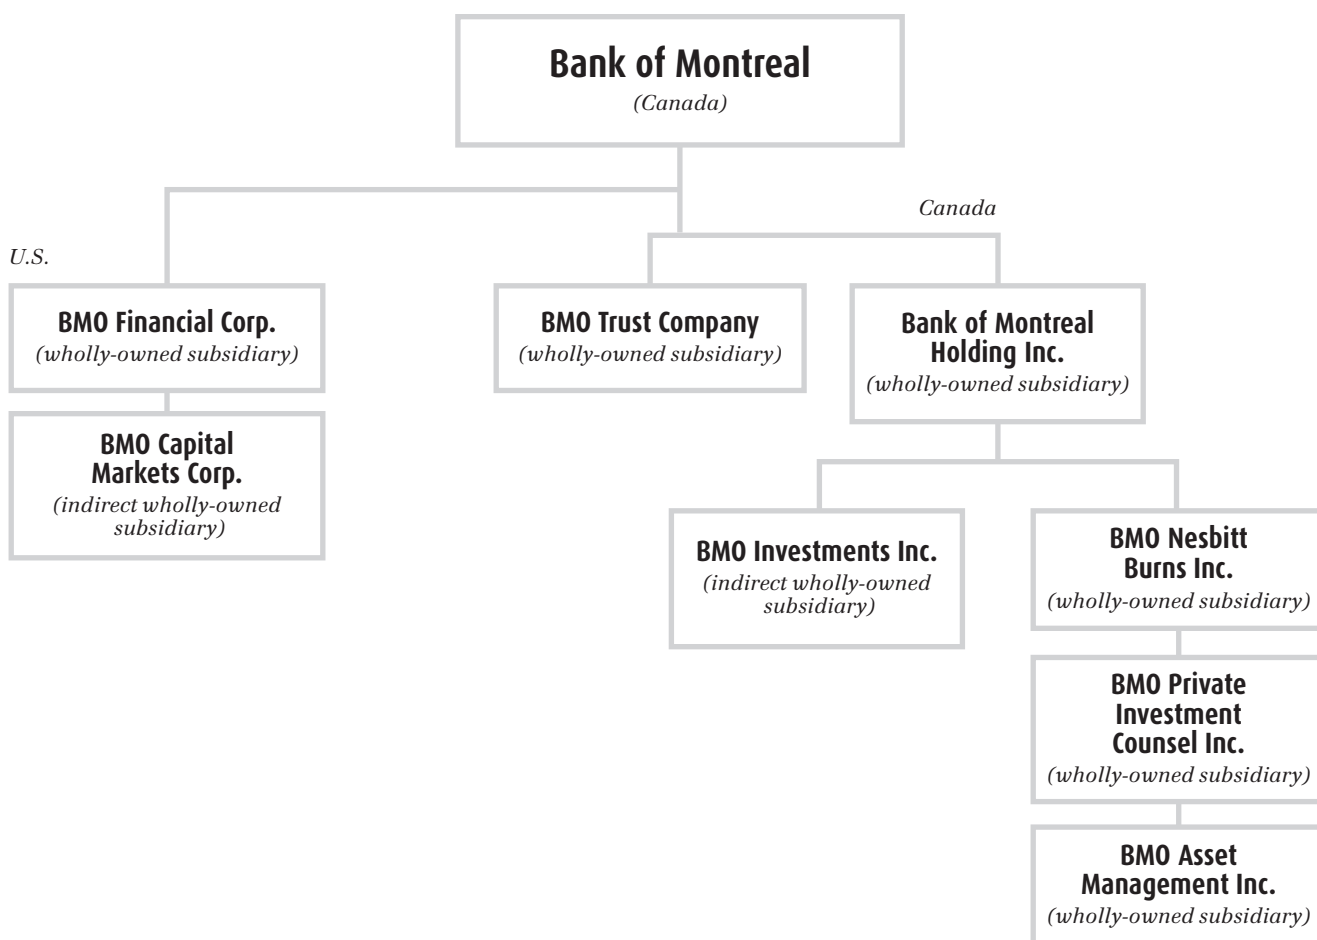 Bank of Montreal
(Canada)
Canada
U.S.
BMO Financial Corp.
(wholly-owned subsidiary)
BMO Trust Company
(wholly-owned subsidiary)
Bank of Montreal
Holding Inc.
(wholly-owned subsidiary)
BMO Capital
Markets Corp.
(indirect wholly-owned
subsidiary)
BMO Investments Inc.
(indirect wholly-owned
subsidiary)
BMO Nesbitt
Burns Inc.
(wholly-owned subsidiary)
BMO Private
Investment
Counsel Inc.
(wholly-owned subsidiary)
BMO Asset
Management Inc.
(wholly-owned subsidiary)